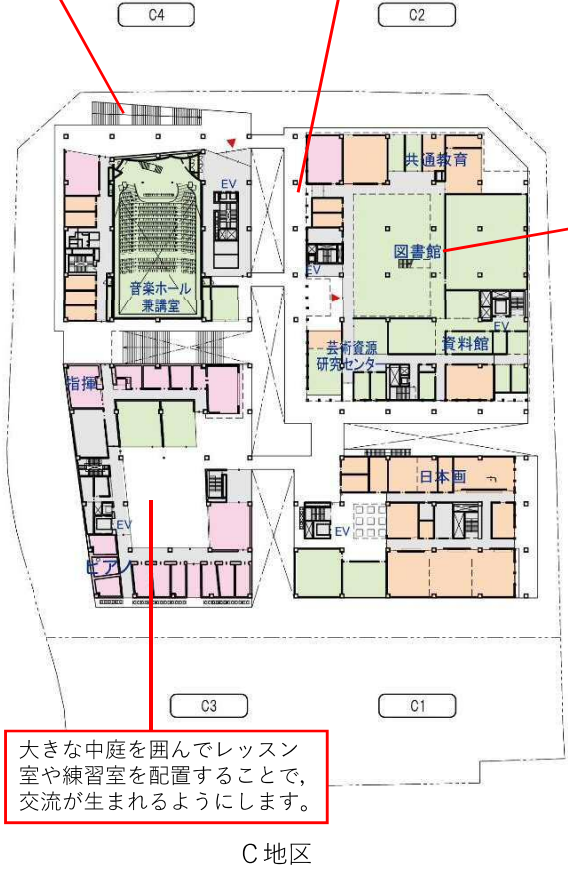 C4
C2
共通教育
EV
図書館
EV
音楽ホール
兼講室
EV
芸術資源
研究センター
資料館
指揮
日本画
EV
EV
ピアノ
C3
C1
大きな中庭を囲んでレッスン
室や練習室を配置することで,
交流が生まれるようにします。
C地区